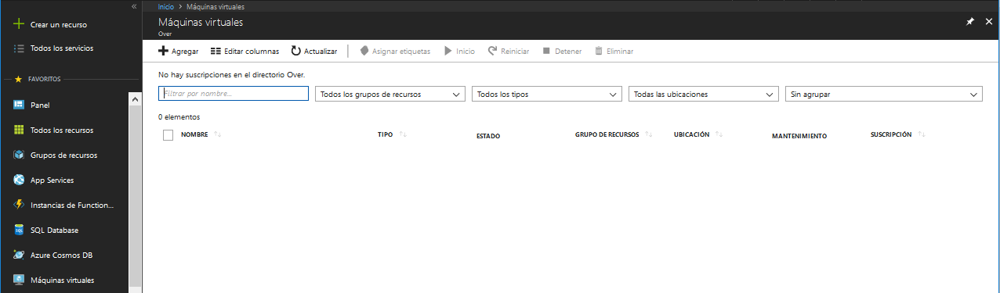 Inicio > Máquinas virtuales
Máquinas virtuales
Over
Crear un recurso
Todos los servicios
FAVORITOS
Panel
Todos los recursos
Grupos de recursos
App Services
Instancias de Function...
SQL Database
Azure Cosmos DB
Máquinas virtuales
Agregar Editar columnas Actualizar Asignar etiquetas Inicio Reiniciar Detener Eliminar
No hay suscripciones en el directorio Over.
Filtrar por nombre... Todos los grupos de recursos Todos los tipos Todas las ubicaciones Sin agrupar
0 elementos
NOMBRE TIPO ESTADO GRUPO DE RECURSOS UBICACIÓN MANTENIMIENTO SUSCRIPCIÓN